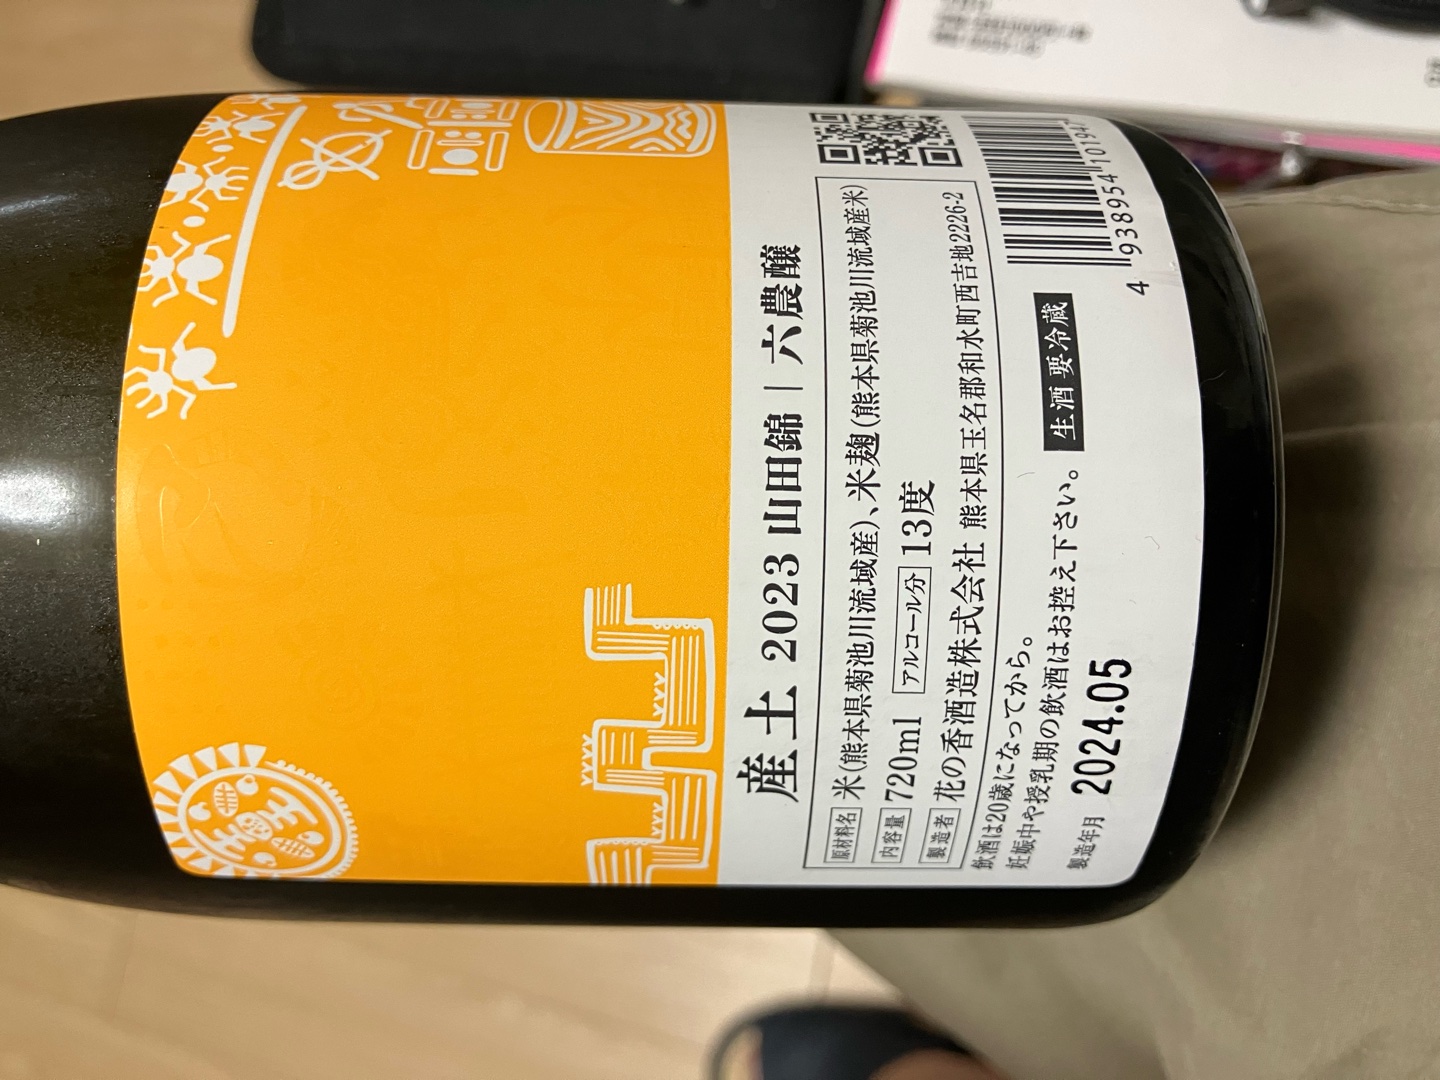 産土 2023 山田錦 | 六農醸
原材料名 米(熊本県菊池川流域産)、米麹(熊本県菊池川流域産米)
内容量 720ml アルコール分 13度
製造者 花の香酒造株式会社 熊本県玉名郡和水町西吉地2226-2
飲酒は20歳になってから。
妊娠中や授乳期の飲酒はお控え下さい。
生酒 要冷蔵
製造年月 2024.05
4 938954 110194